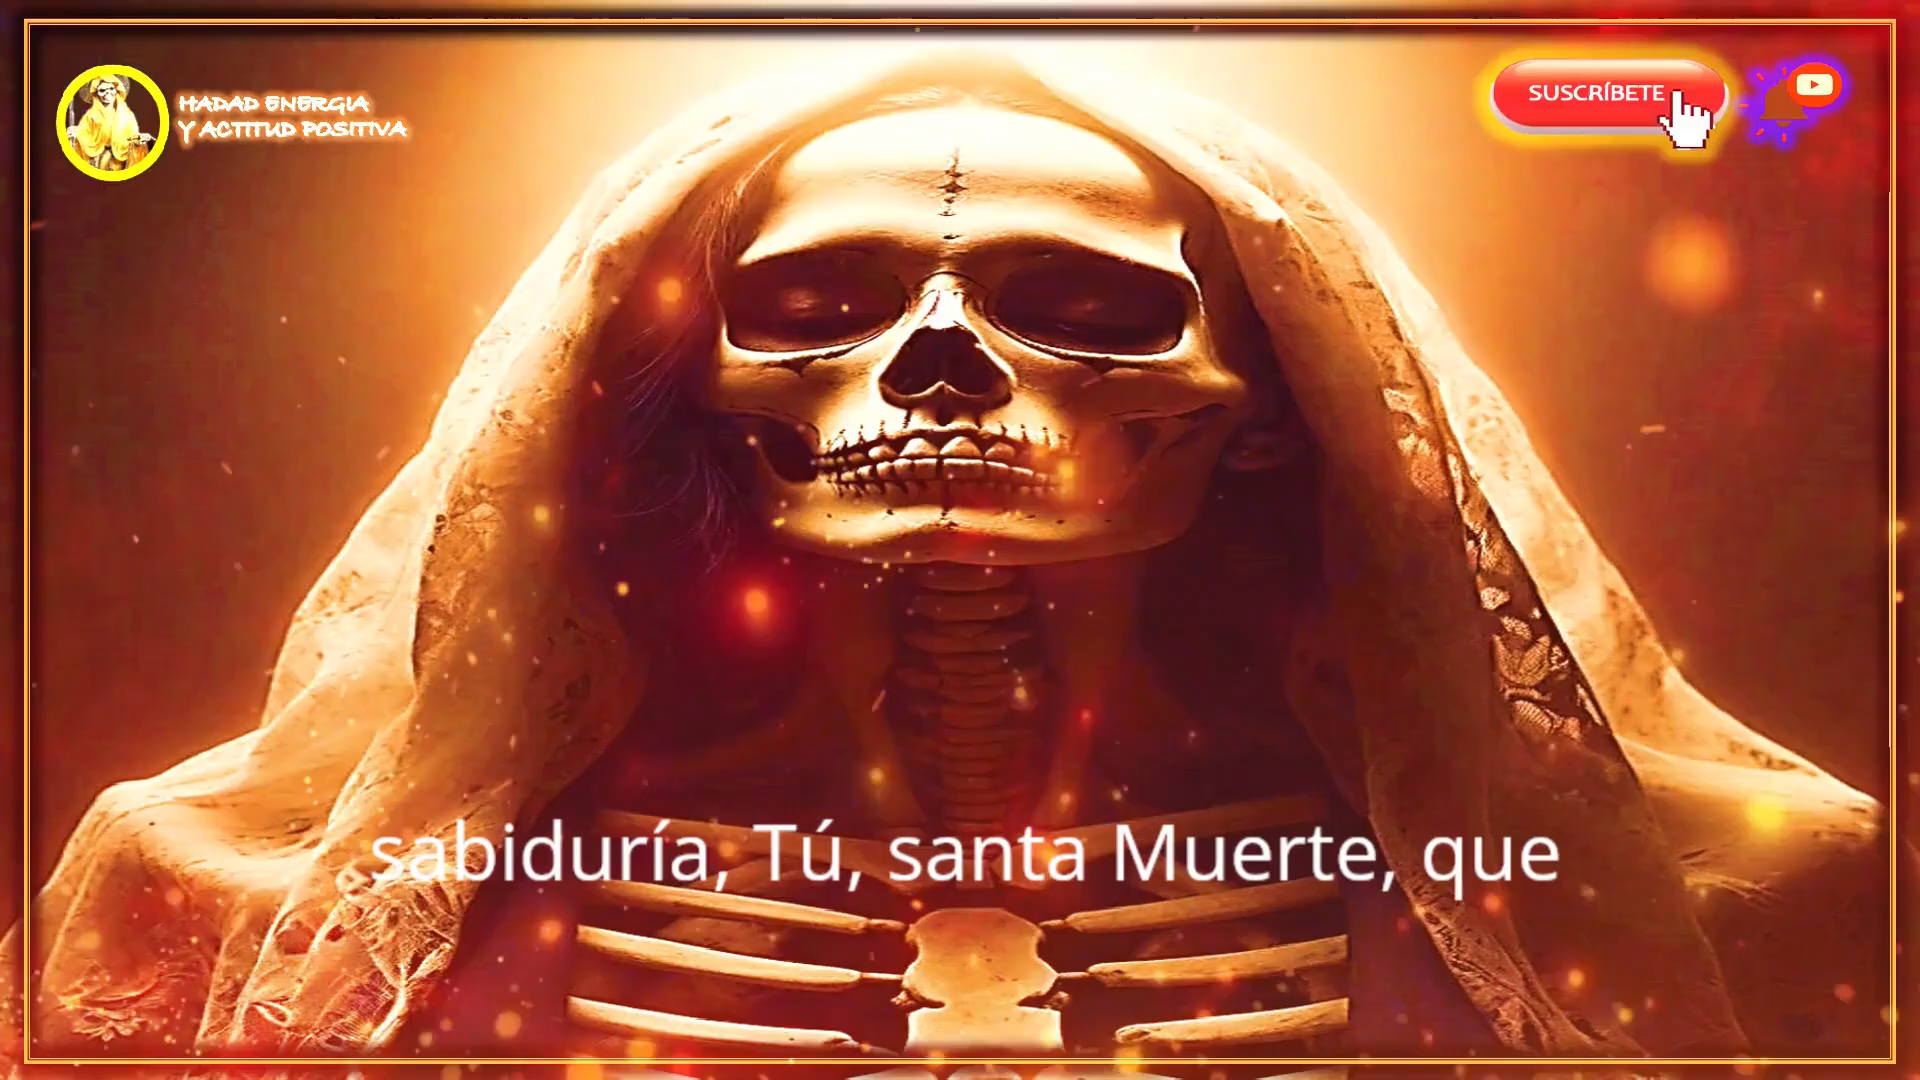 HADAD ENERGIA
Y ACTITUD POSITIVA
SUSCRÍBETE
sabiduría, Tú, santa Muerte, que